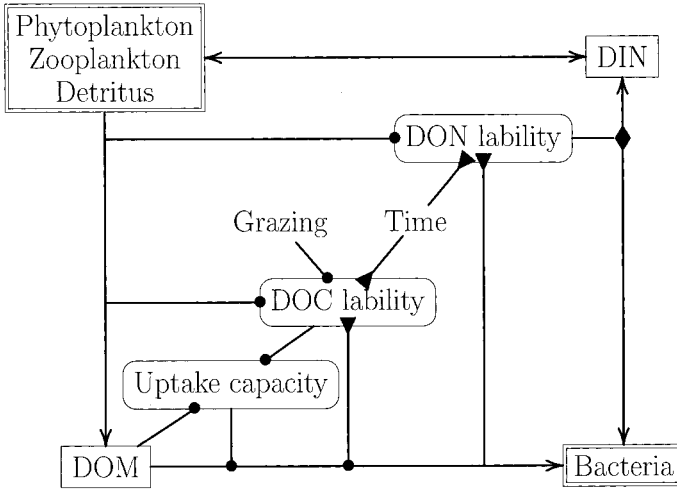 Phytoplankton
Zooplankton
Detritus
DIN
DON lability
Grazing
Time
DOC lability
Uptake capacity
DOM
Bacteria